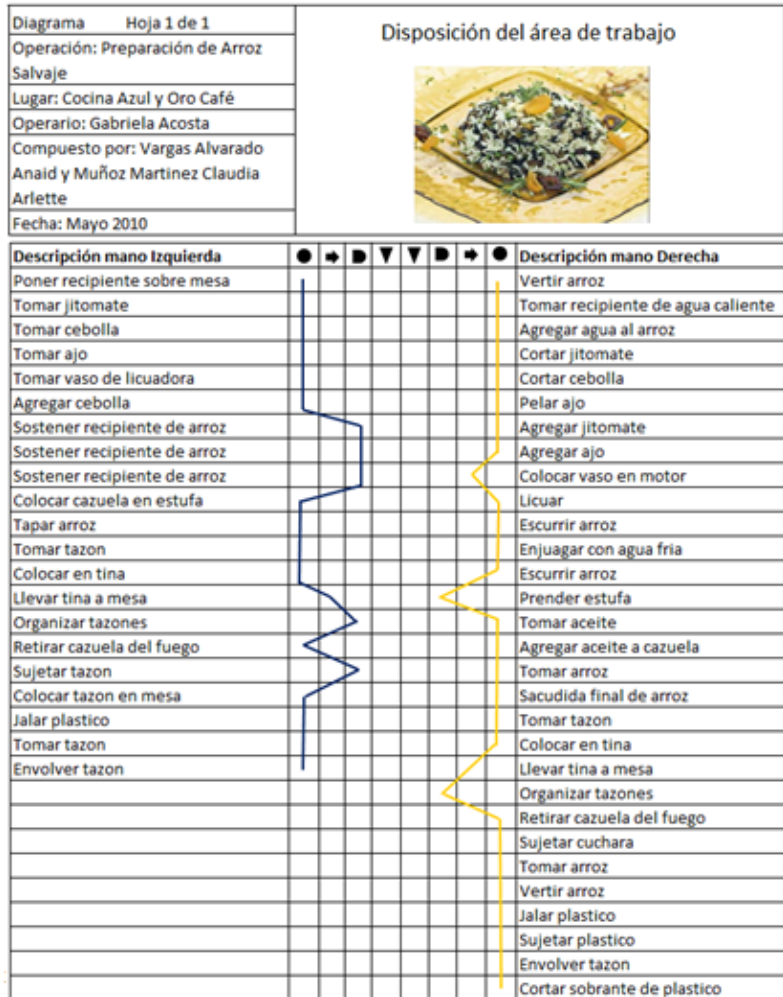 Diagrama Hoja 1 de 1
Operación: Preparación de Arroz
Salvaje
Lugar: Cocina Azul y Oro Café
Operario: Gabriela Acosta
Compuesto por: Vargas Alvarado
Anaid y Muñoz Martinez Claudia
Arlette
Fecha: Mayo 2010
Disposición del área de trabajo
Descripción mano Izquierda Descripción mano Derecha
Poner recipiente sobre mesa Vertir arroz
Tomar jitomate Tomar recipiente de agua caliente
Tomar cebolla Agregar agua al arroz
Tomar ajo Cortar jitomate
Tomar vaso de licuadora Cortar cebolla
Agregar cebolla Pelar ajo
Sostener recipiente de arroz Agregar jitomate
Sostener recipiente de arroz Agregar ajo
Sostener recipiente de arroz Colocar vaso en motor
Colocar cazuela en estufa Licuar
Tapar arroz Escurrir arroz
Tomar tazon Enjuagar con agua fria
Colocar en tina Escurrir arroz
Llevar tina a mesa Prender estufa
Organizar tazones Tomar aceite
Retirar cazuela del fuego Agregar aceite a cazuela
Sujetar tazon Tomar arroz
Colocar tazon en mesa Sacudida final de arroz
Jalar plastico Tomar tazon
Tomar tazon Colocar en tina
Envolver tazon Llevar tina a mesa
Organizar tazones
Retirar cazuela del fuego
Sujetar cuchara
Tomar arroz
Vertir arroz
Jalar plastico
Sujetar plastico
Envolver tazon
Cortar sobrante de plastico